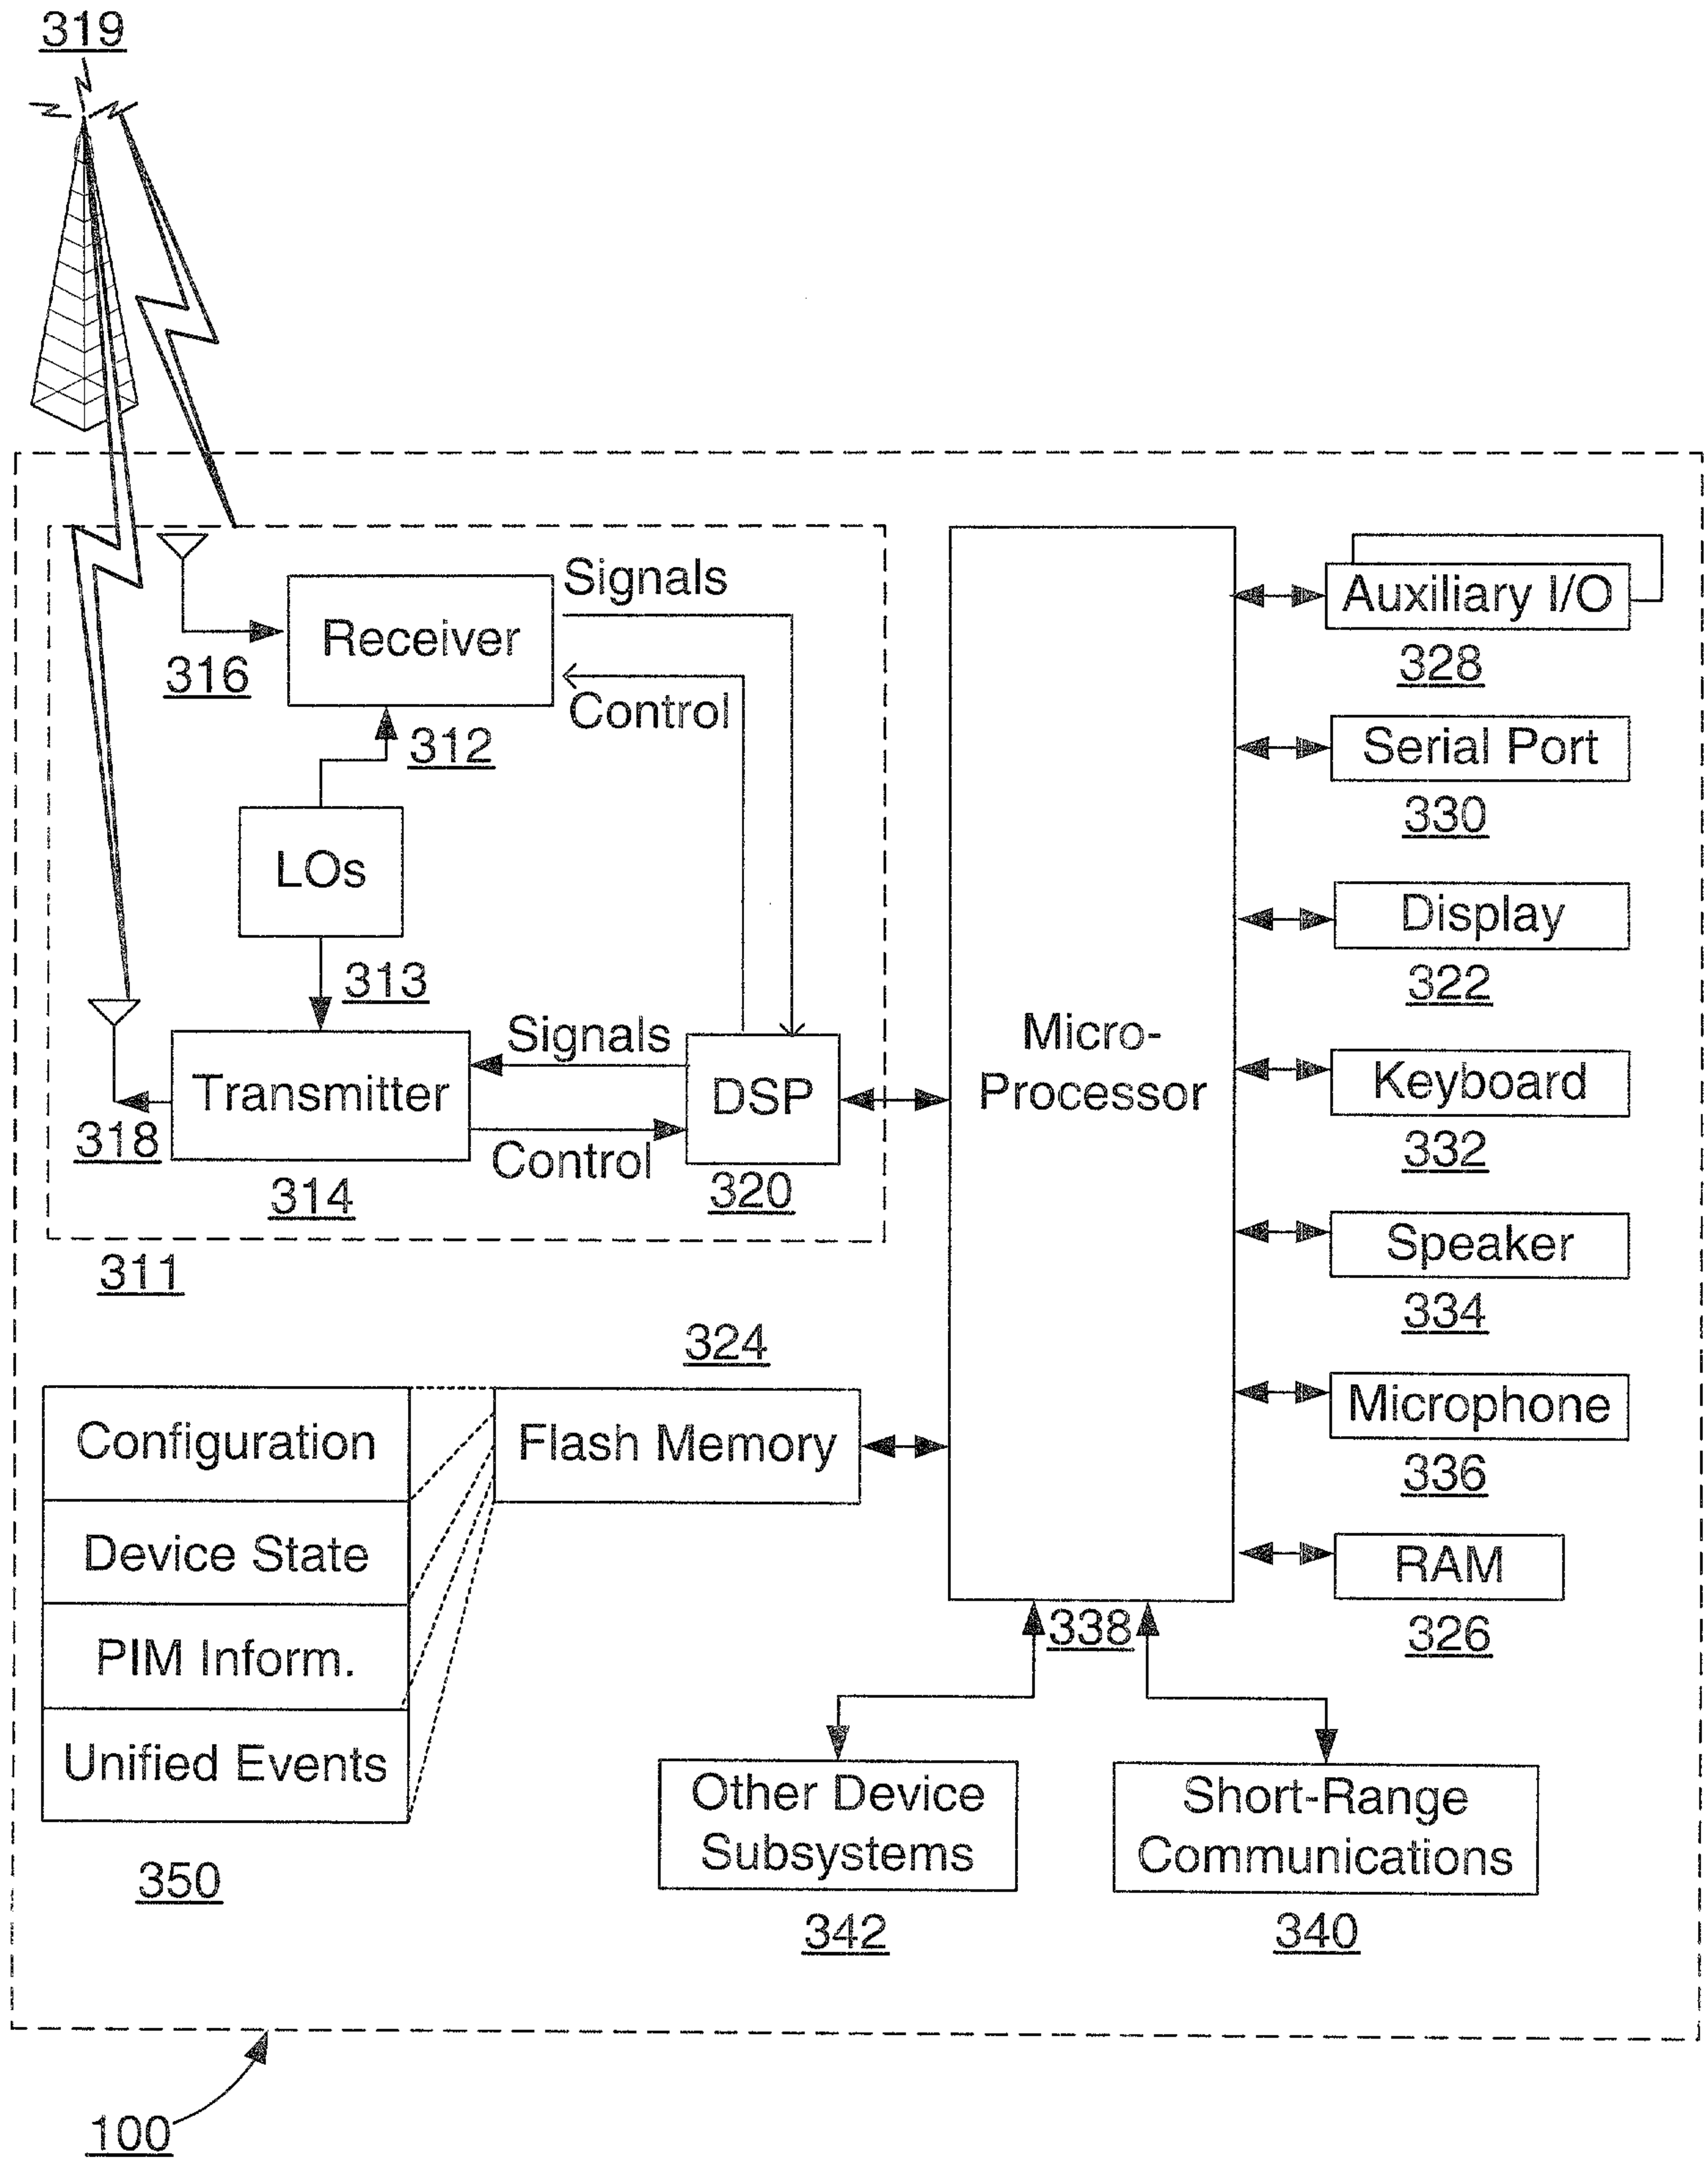 319
Signals
Receiver
316
Control
312
LOs
313
Signals
Transmitter
DSP
318
Control
314
320
311
Micro-
Processor
338
Auxiliary I/O
328
Serial Port
330
Display
322
Keyboard
332
Speaker
334
Microphone
336
RAM
326
324
Flash Memory
Configuration
Device State
PIM Inform.
Unified Events
350
Other Device
Subsystems
342
Short-Range
Communications
340
100